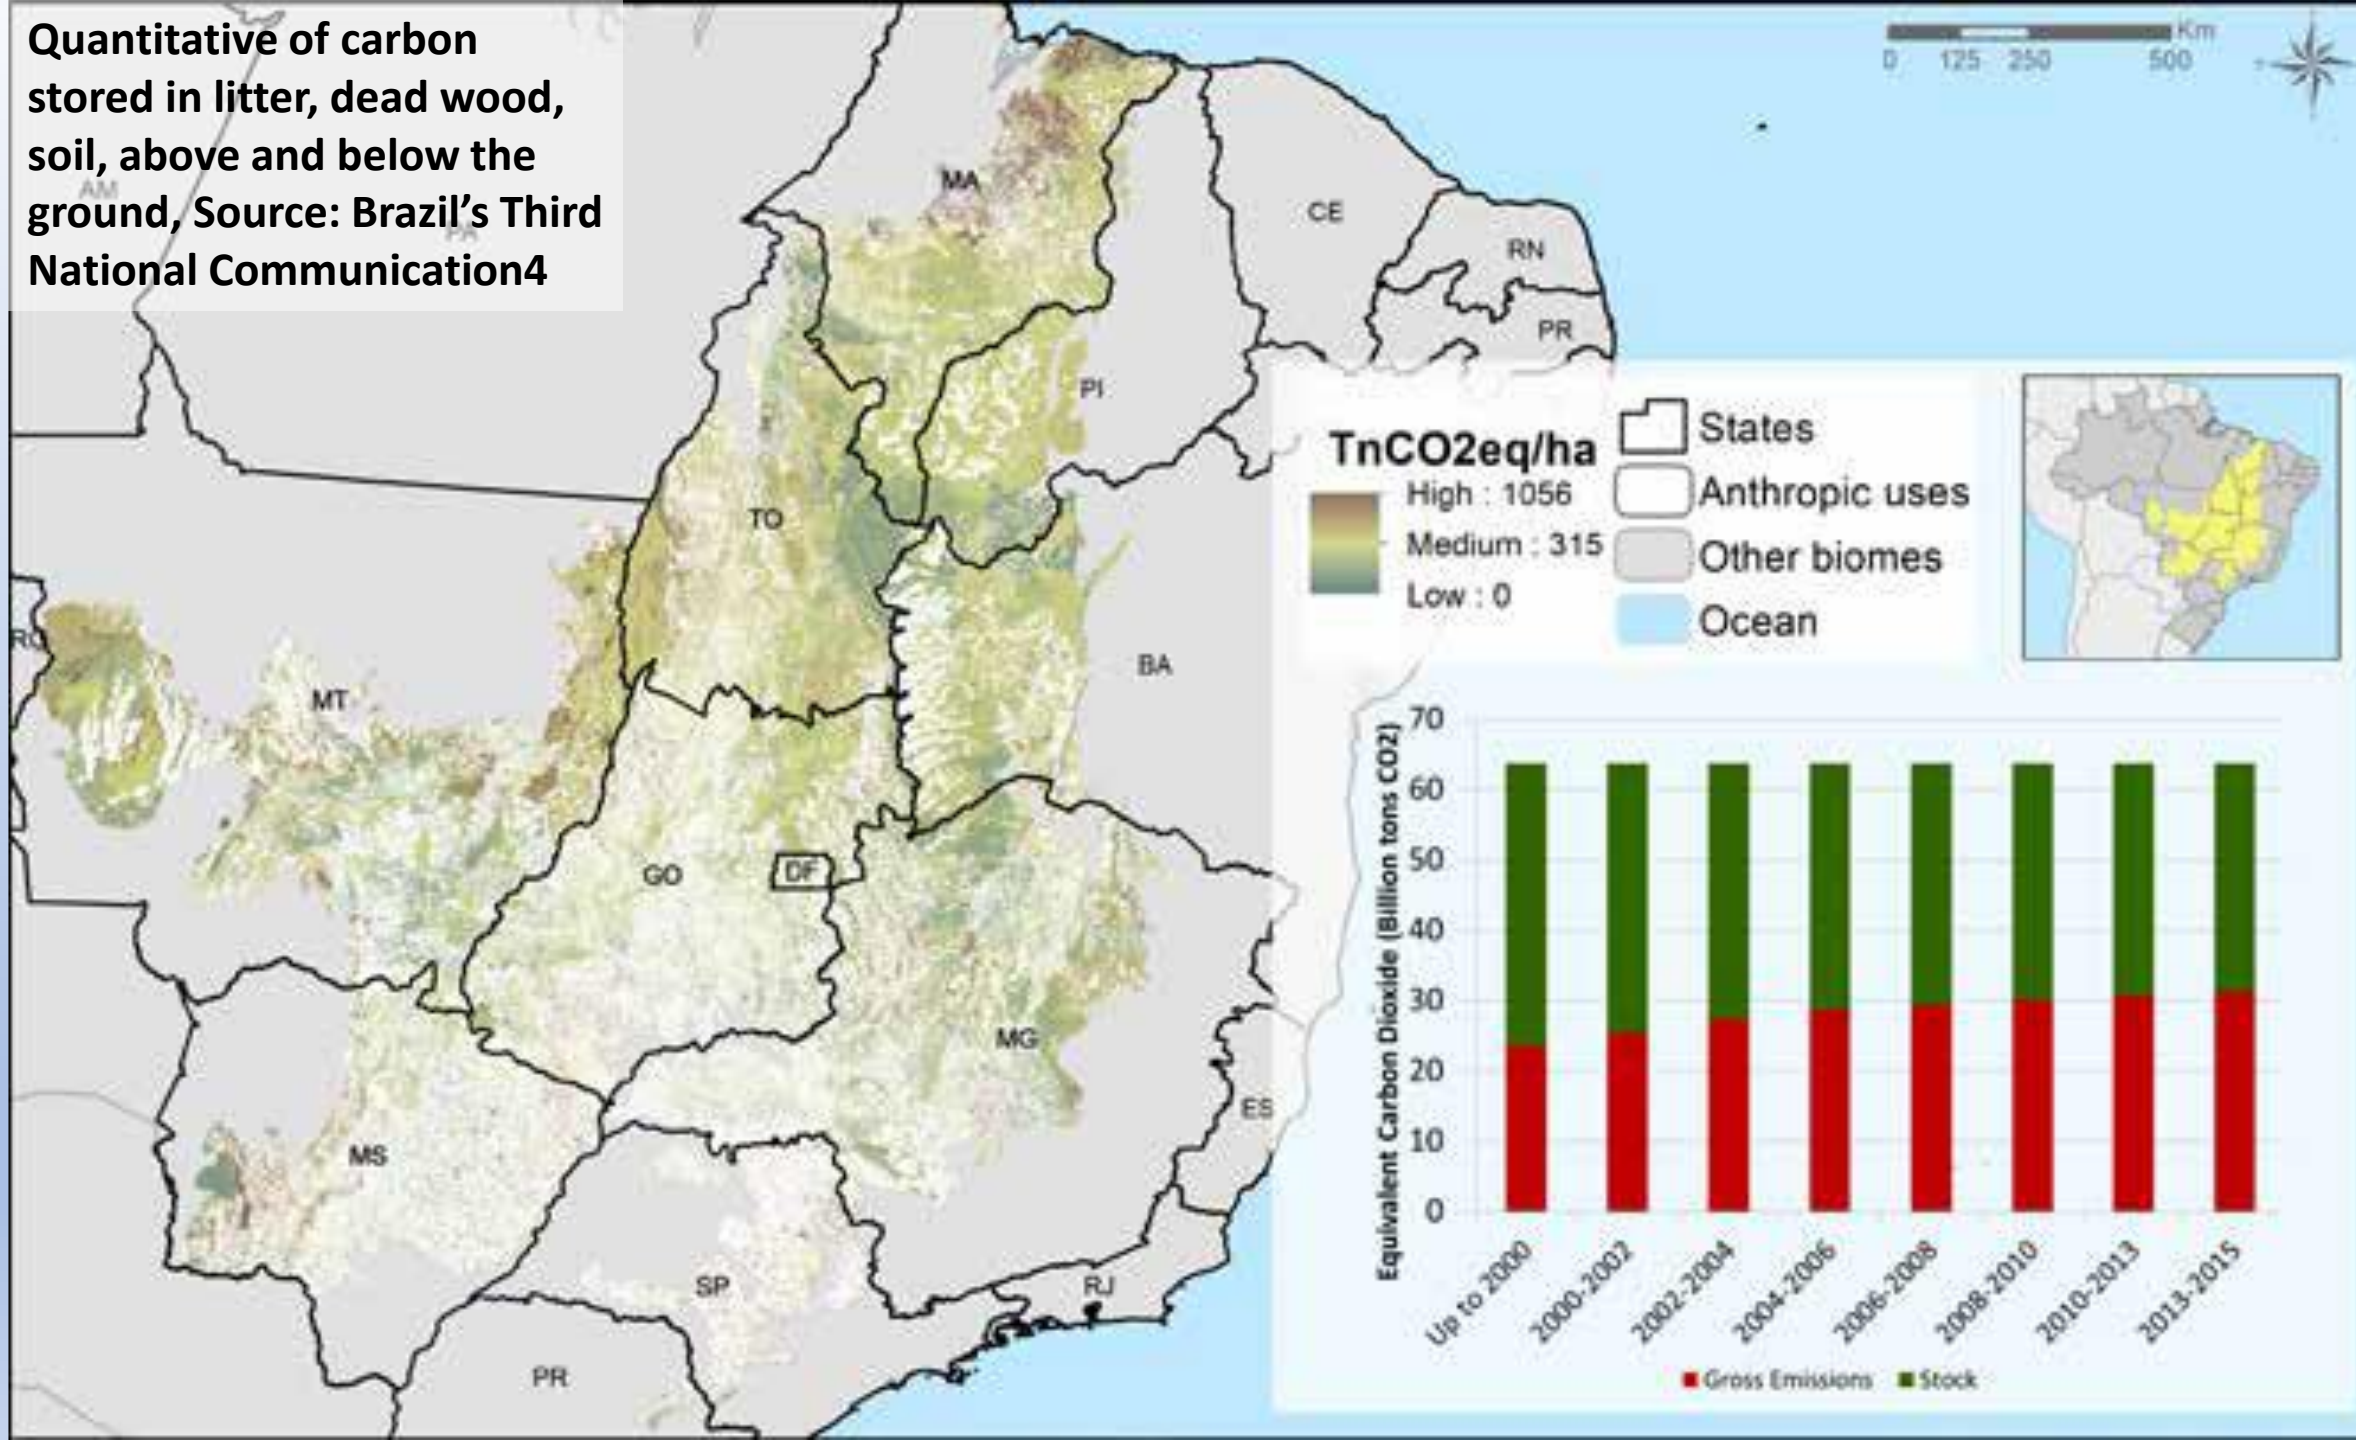 Quantitative of carbon
stored in litter, dead wood,
soil, above and below the
ground, Source: Brazil's Third
National Communication4
Km
0 125 250 500
AM
PA
MA
CE
RN
PR
PI
TO
BA
RO
MT
GO
DF
MG
ES
MS
SP
RJ
PR
TnCO2eq/ha
High : 1056
Medium : 315
Low : 0
States
Anthropic uses
Other biomes
Ocean
Equivalent Carbon Dioxide (Billion tons CO2)
70
60
50
40
30
20
10
0
Up to 2000
2000-2002
2002-2004
2004-2006
2006-2008
2008-2010
2010-2013
2013-2015
Gross Emissions Stock